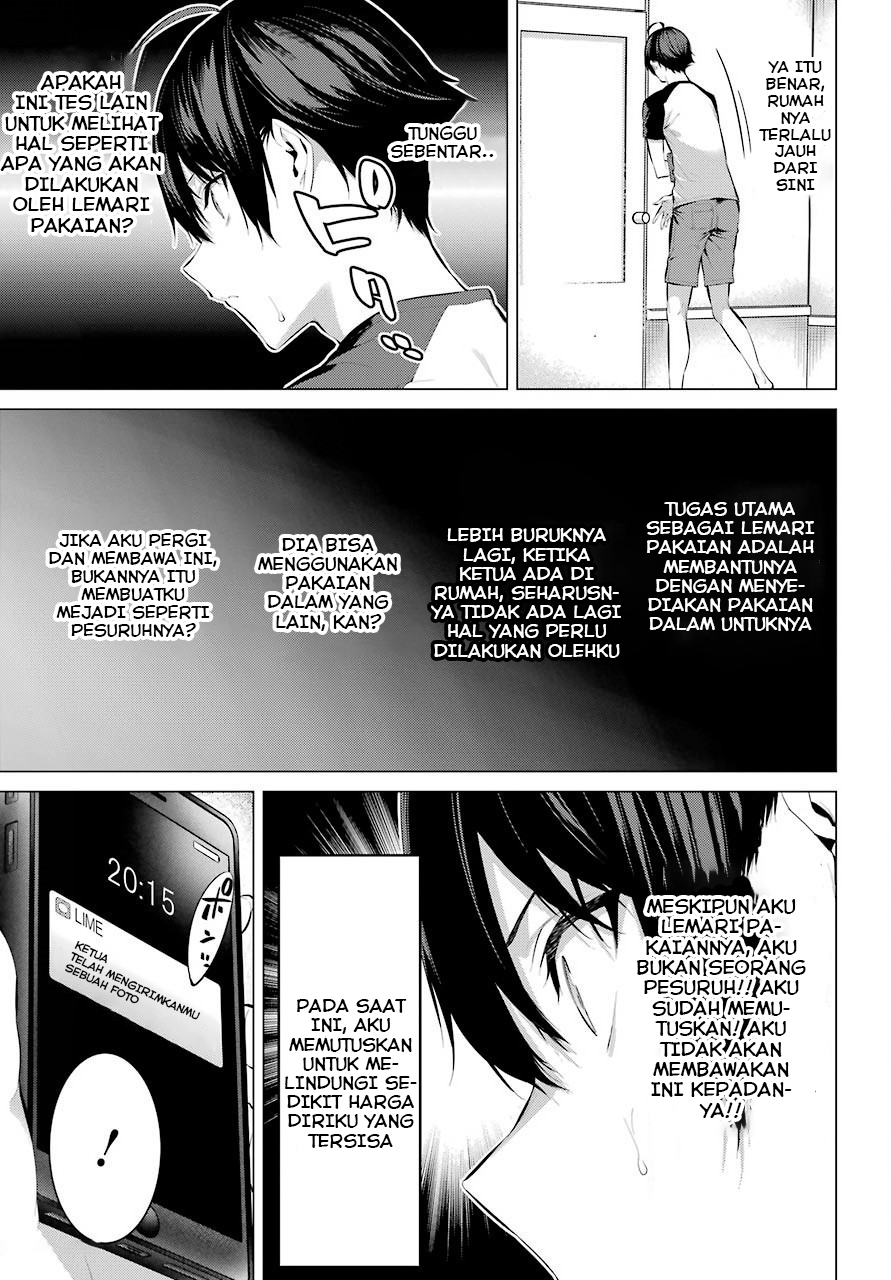 YA ITU
BENAR,
RUMAH
NYA
TERLALU
JAUH
DARI
SINI
TUNGGU
SEBENTAR..
ピタ
APAKAH
INI TES LAIN
UNTUK MELIHAT
HAL SEPERTI
APA YANG AKAN
DILAKUKAN
OLEH LEMARI
PAKAIAN?
TUGAS UTAMA
SEBAGAI LEMARI
PAKAIAN ADALAH
MEMBANTUNYA
DENGAN MENYE-
DIAKAN PAKAIAN
DALAM UNTUKNYA
LEBIH BURUKNYA
LAGI, KETIKA
KETUA ADA DI
RUMAH, SEHARUSN-
YA TIDAK ADA LAGI
HAL YANG PERLU
DILAKUKAN OLEHKU
DIA BISA
MENGGUNAKAN
PAKAIAN
DALAM YANG
LAIN, KAN?
JIKA AKU PERGI
DAN MEMBAWA INI,
BUKANNYA ITU
MEMBUATKU
MEJADI SEPERTI
PESURUHNYA?
MESKIPUN AKU
LEMARI PA-
KAIANNYA, AKU
BUKAN SEORANG
PESURUH!! AKU
SUDAH MEMU-
TUSKAN! AKU
TIDAK AKAN
MEMBAWAKAN
INI KEPADAN-
YA!!
PADA SAAT
INI, AKU
MEMUTUSKAN
UNTUK ME-
LINDUNGI SE-
DIKIT HARGA
DIRIKU YANG
TERSISA
20:15
ポンッ
LIME
KETUA
TELAH MENGIRIMKANMU
SEBUAH FOTO
!